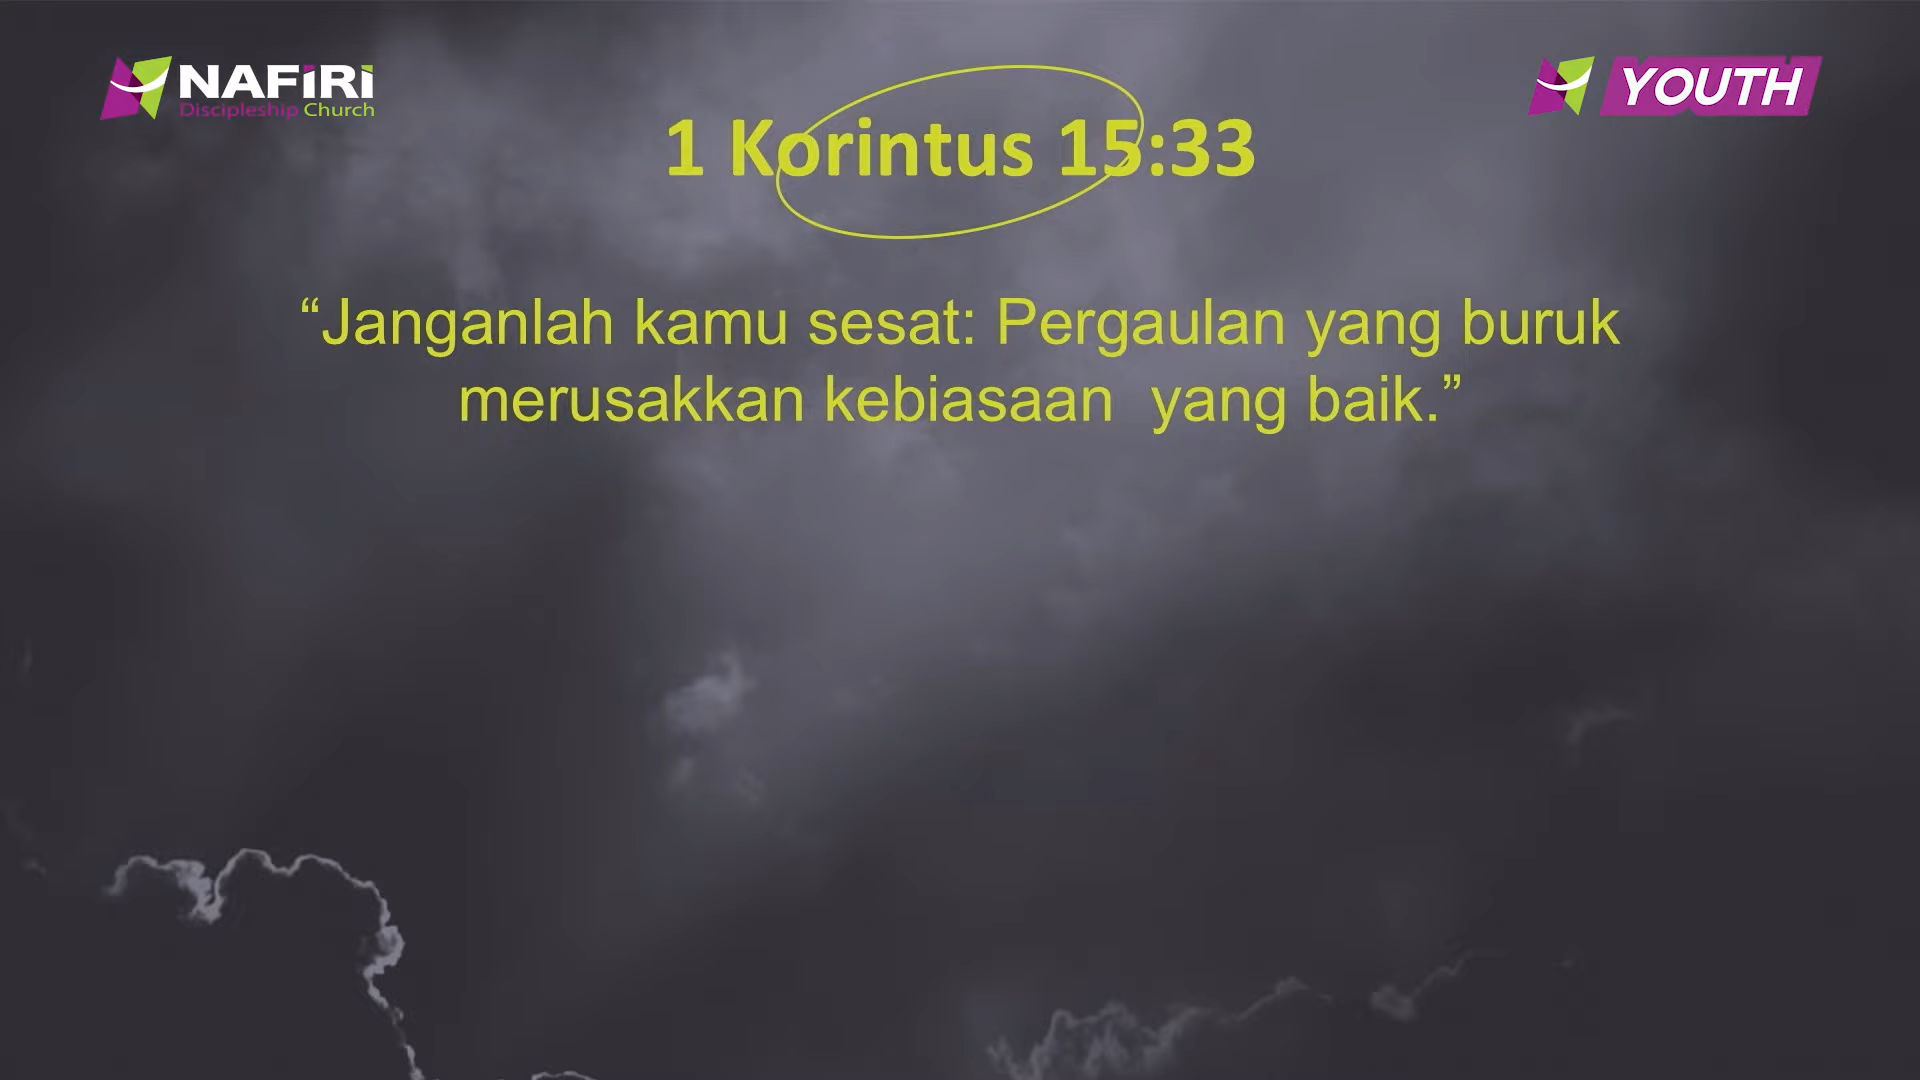 NAFIRI
Discipleship Church
YOUTH
1 Korintus 15:33
“Janganlah kamu sesat: Pergaulan yang buruk
merusakkan kebiasaan  yang baik.”